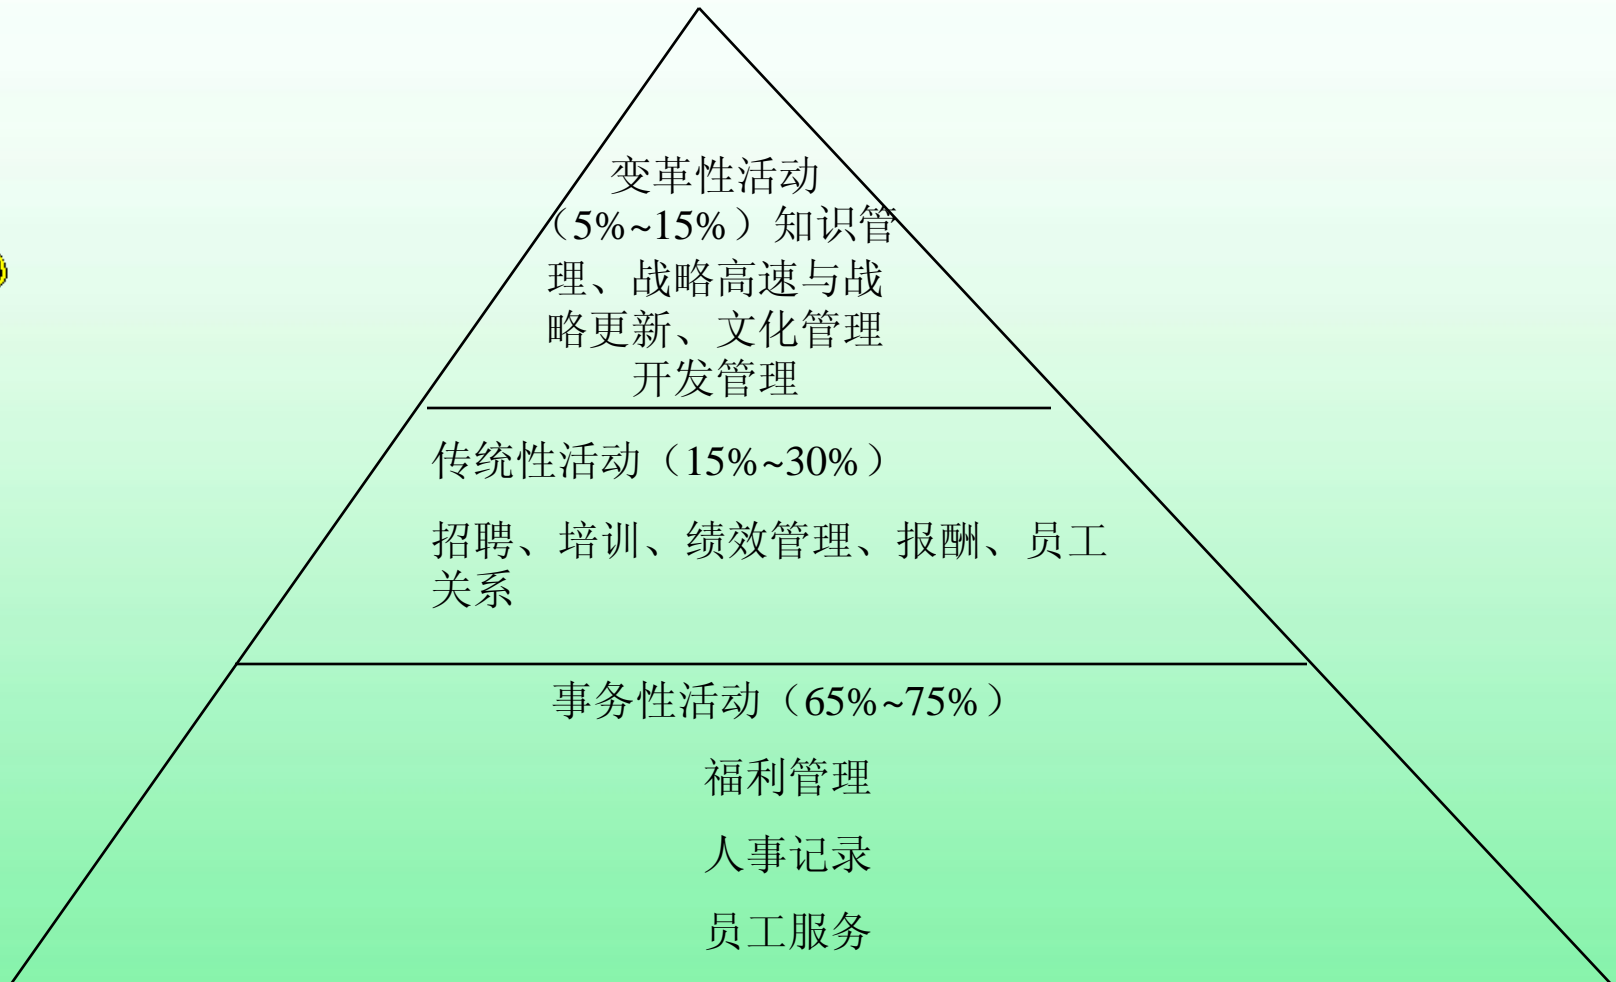 变革性活动
（5%~15%）知识管
理、战略高速与战
略更新、文化管理
开发管理
传统性活动（15%~30%）
招聘、培训、绩效管理、报酬、员工
关系
事务性活动（65%~75%）
福利管理
人事记录
员工服务